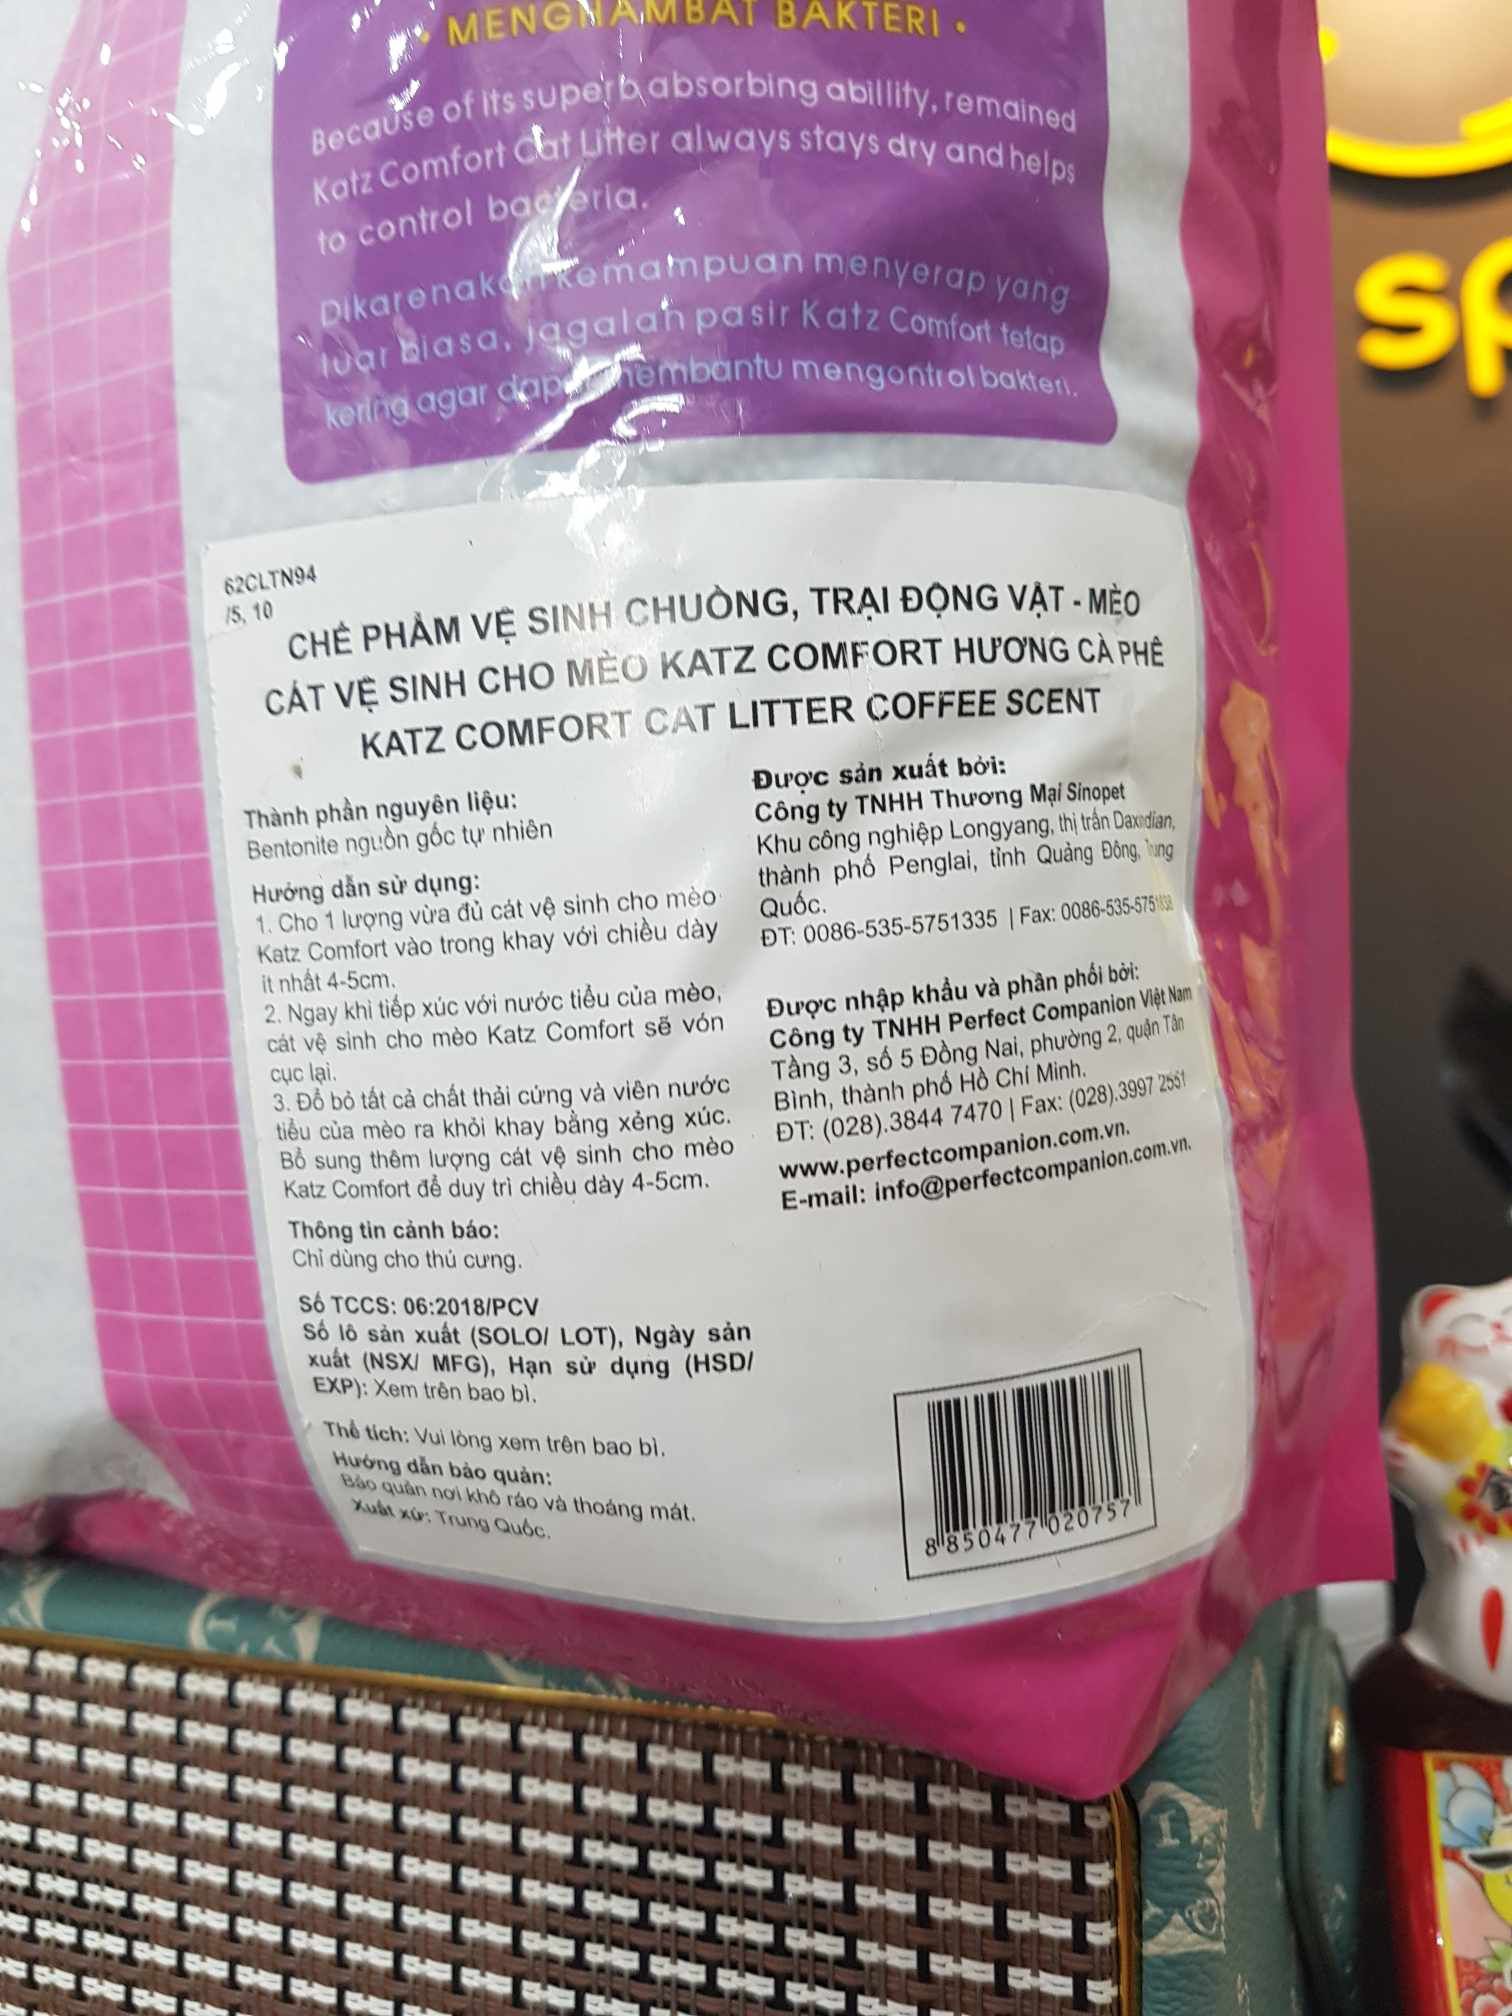 • MENGHAMBAT BAKTERI •
Because of its superb absorbing abillity, remained
Katz Comfort Cat Litter always stays dry and helps
to control bacteria.
Dikarenakan kemampuan menyerap yang
luar biasa, jagalah pasir Katz Comfort tetap
kering agar dapat membantu mengontrol bakteri.
62CLTN94
/5, 10
CHẾ PHẨM VỆ SINH CHUỒNG, TRẠI ĐỘNG VẬT - MÈO
CÁT VỆ SINH CHO MÈO KATZ COMFORT HƯƠNG CÀ PHÊ
KATZ COMFORT CAT LITTER COFFEE SCENT
Thành phần nguyên liệu:
Bentonite nguồn gốc tự nhiên
Hướng dẫn sử dụng:
1. Cho 1 lượng vừa đủ cát vệ sinh cho mèo
Katz Comfort vào trong khay với chiều dày
ít nhất 4-5cm.
2. Ngay khi tiếp xúc với nước tiểu của mèo,
cát vệ sinh cho mèo Katz Comfort sẽ vón
cục lại.
3. Đổ bỏ tất cả chất thải cứng và viên nước
tiểu của mèo ra khỏi khay bằng xẻng xúc.
Bổ sung thêm lượng cát vệ sinh cho mèo
Katz Comfort để duy trì chiều dày 4-5cm.
Thông tin cảnh báo:
Chỉ dùng cho thú cưng.
Số TCCS: 06:2018/PCV
Số lô sản xuất (SOLO/ LOT), Ngày sản
xuất (NSX/ MFG), Hạn sử dụng (HSD/
EXP): Xem trên bao bì.
Thể tích: Vui lòng xem trên bao bì.
Hướng dẫn bảo quản:
Bảo quản nơi khô ráo và thoáng mát.
Xuất xứ: Trung Quốc.
Được sản xuất bởi:
Công ty TNHH Thương Mại Sinopet
Khu công nghiệp Longyang, thị trấn
thành phố Penglai, tỉnh Quảng Đông, Trung
Quốc.
ĐT: 0086-535-5751335 | Fax:
Được nhập khẩu và phân phối bởi:
Công ty TNHH Perfect Companion Việt Nam
Tầng 3, số 5 Đồng Nai, phường 2, quận Tân
Bình, thành phố Hồ Chí Minh.
ĐT: (028).3844 7470 | Fax: (028).3997 2551
www.perfectcompanion.com.vn.
E-mail: info@perfectcompanion.com.vn.
8 850477 020757